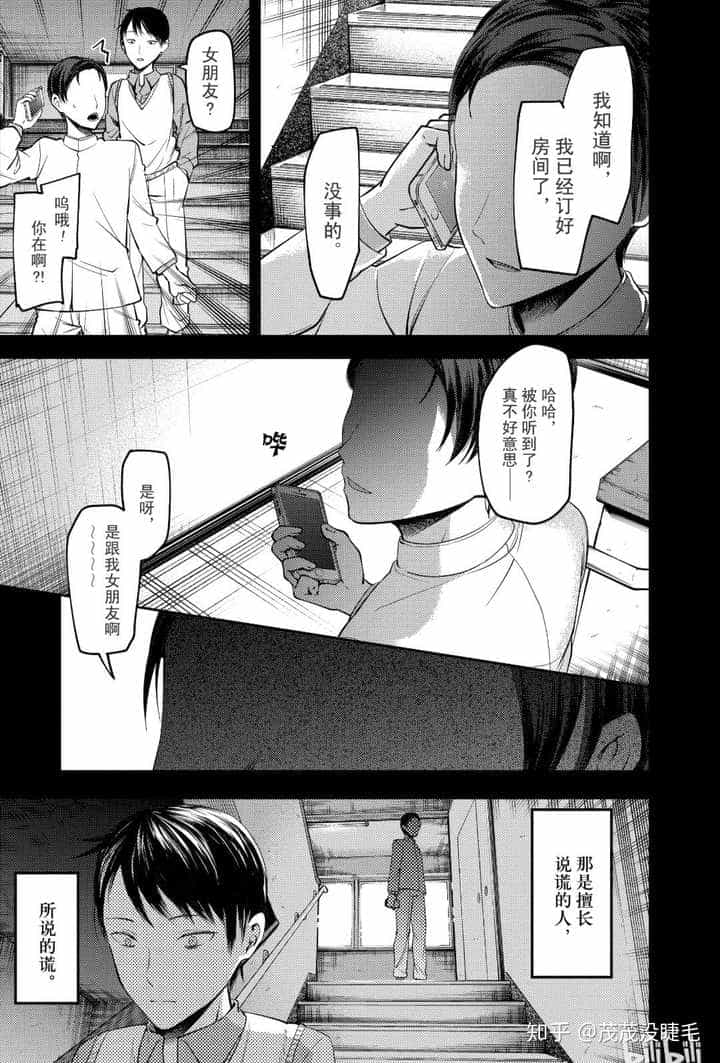 我知道啊，
我已经订好
房间了，
没事的。
女朋友？
呜哦！
你在啊？！
哈哈，
被你听到了？
真不好意思——
哗
是呀，
是跟我女朋友啊
～～～～
那是擅长
说谎的人，
所说的谎。
知乎 @茂茂没睫毛
bilibili